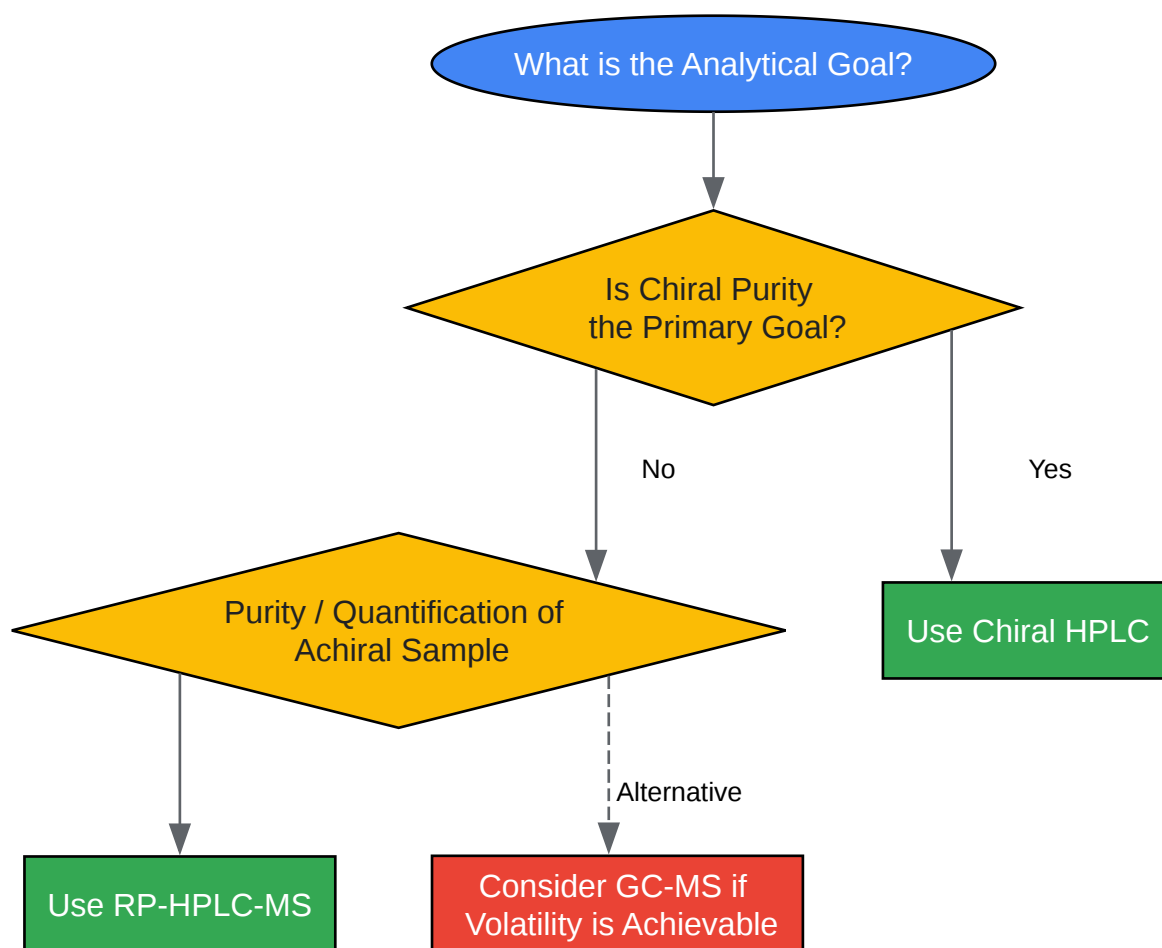 What is the Analytical Goal?
Is Chiral Purity
the Primary Goal?
No
Yes
Purity / Quantification of
Achiral Sample
Use Chiral HPLC
Alternative
Use RP-HPLC-MS
Consider GC-MS if
Volatility is Achievable